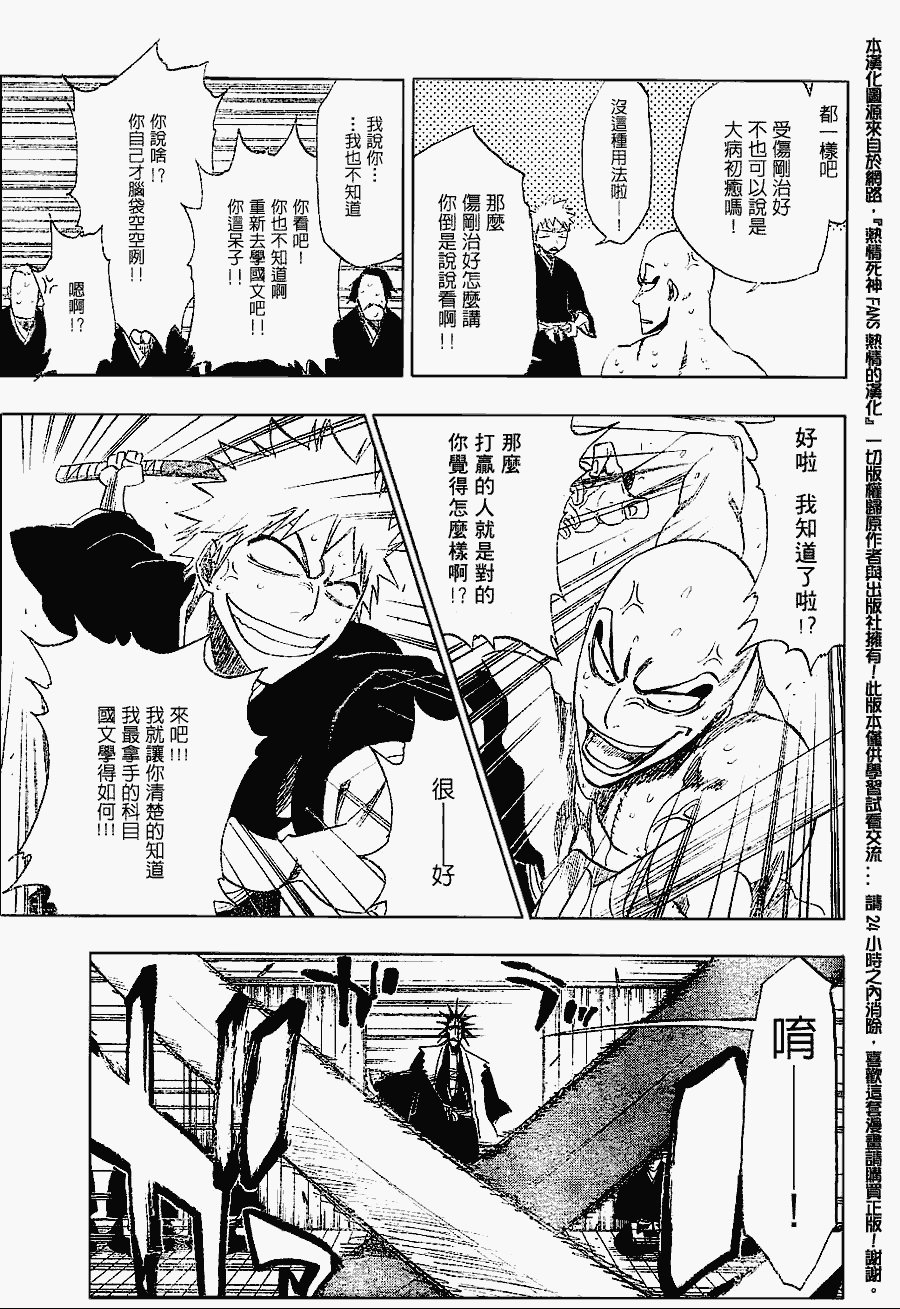 都一樣吧
受傷剛治好
不也可以說是
大病初癒嗎！
沒這種用法啦—
那麼
傷剛治好怎麼講
你倒是說說看啊!!
我說你…
…我也不知道
你看吧！
你也不知道啊
重新去學國文吧!!
你這呆子!!
你說啥!?
你自己才腦袋空空咧!!
嗯啊!?
好啦 我知道了啦!?
那麼
打贏的人就是對的
你覺得怎麼樣啊!?
很——好
來吧!!!
我就讓你清楚的知道
我最拿手的科目
國文學得如何!!!
唷——！
本漢化圖源來自於網路，『熱情死神 FANS 熱情的漢化』一切版權歸原作者與出版社擁有！此版本僅供學習試看交流... 請 24 小時之內消除，喜歡這套漫畫請購買正版！謝謝。